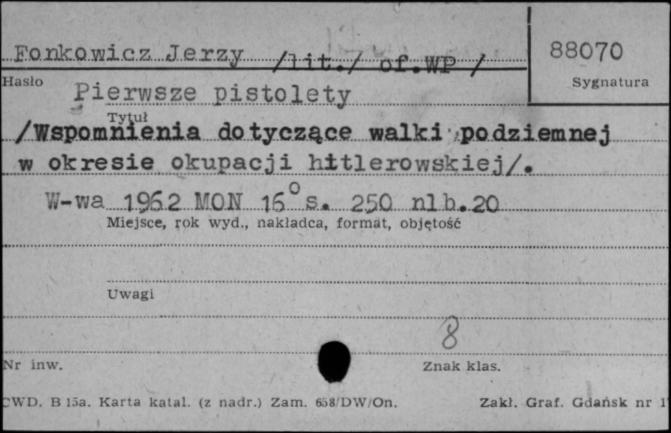 Fonkowicz Jerzy /lit./ of.WP /
88070
Hasło
Sygnatura
Pierwsze pistolety
Tytuł
/Wspomnienia dotyczące walki podziemnej
w okresie okupacji hitlerowskiej/.
W-wa 1962 MON 16° s. 250 nlb.20
Miejsce, rok wyd., nakładca, format, objętość
Uwagi
8
Nr inw.
Znak klas.
CWD. B 15a. Karta katal. (z nadr.) Zam. 658/DW/On.
Zakł. Graf. Gdańsk nr 1